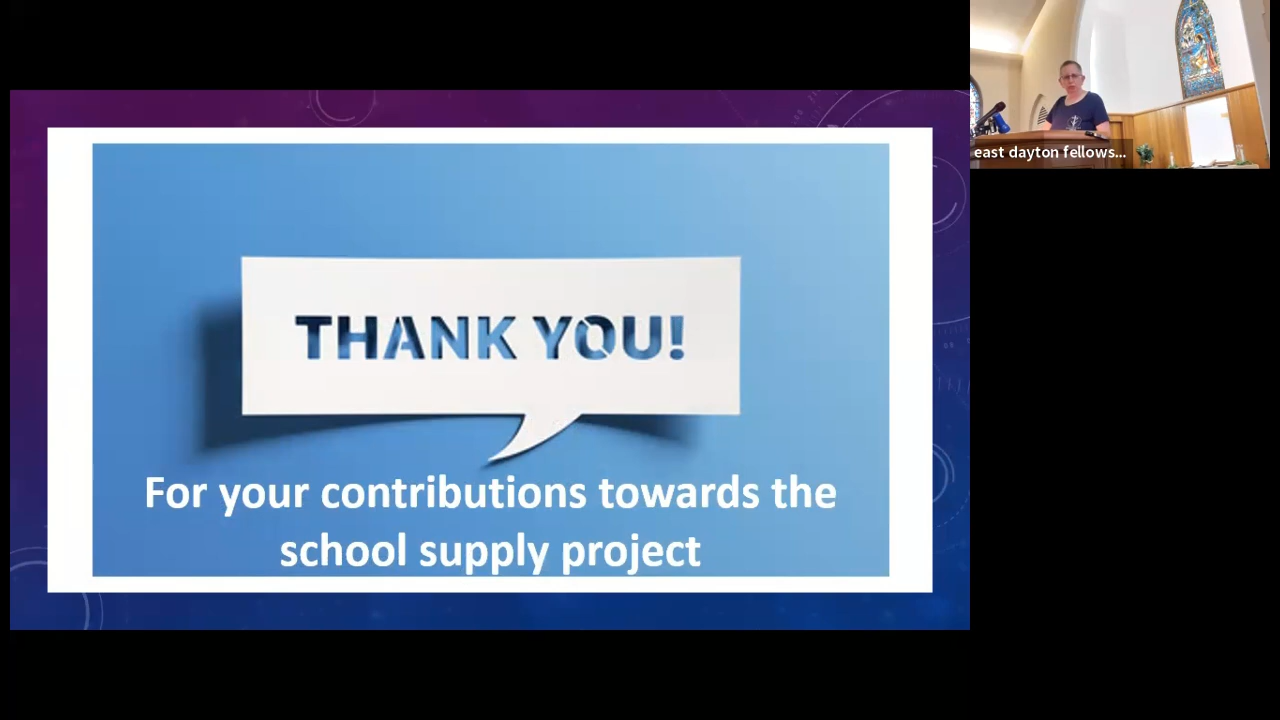 THANK YOU!
For your contributions towards the
school supply project
east dayton fellows...